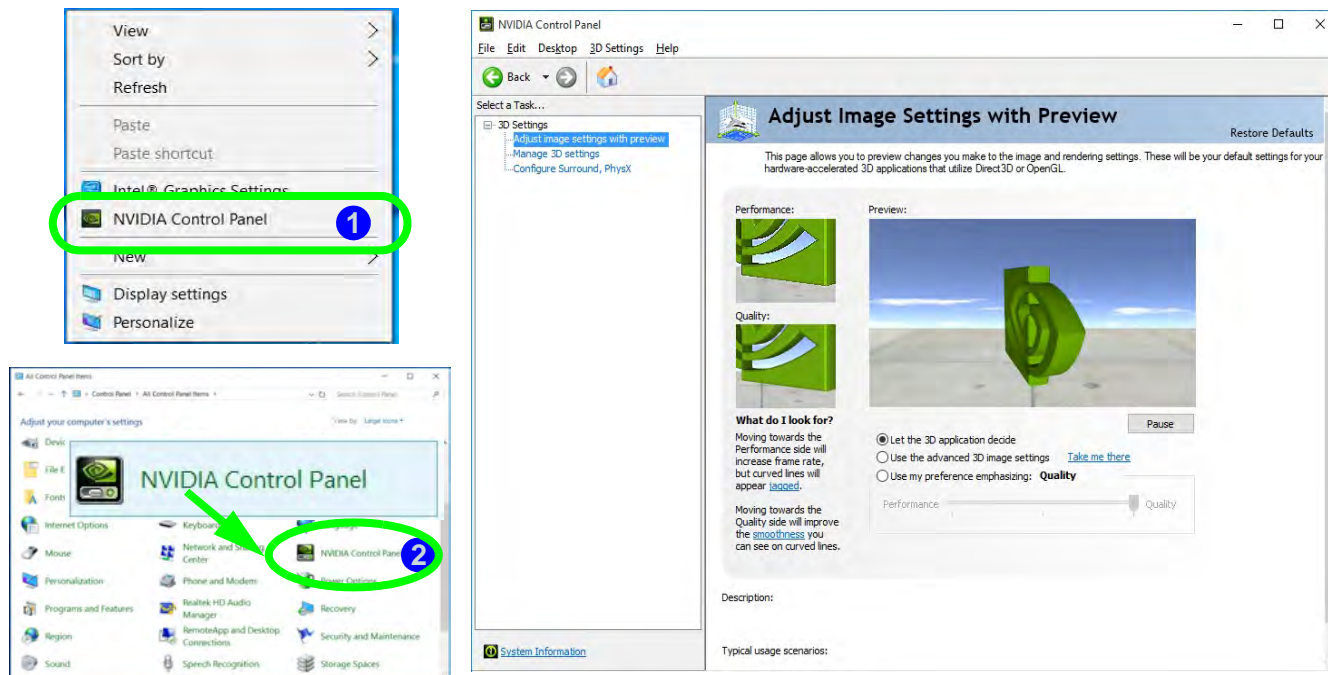 View
Sort by
Refresh
Paste
Paste shortcut
Intel® Graphics Settings
NVIDIA Control Panel
1
New
Display settings
Personalize
All Control Panel Items
Control Panel
All Control Panel Items
Search Control Panel
Adjust your computer's settings
View by: Large icons
Devic
File E
Fonts
NVIDIA Control Panel
Internet Options
Keyboard
Language
Mouse
Network and Sharing Center
NVIDIA Control Panel
2
Personalization
Phone and Modem
Power Options
Programs and Features
Realtek HD Audio Manager
Recovery
Region
RemoteApp and Desktop Connections
Security and Maintenance
Sound
Speech Recognition
Storage Spaces
NVIDIA Control Panel
File Edit Desktop 3D Settings Help
Back
Select a Task...
3D Settings
Adjust image settings with preview
Manage 3D settings
Configure Surround, PhysX
System Information
Adjust Image Settings with Preview
Restore Defaults
This page allows you to preview changes you make to the image and rendering settings. These will be your default settings for your
hardware-accelerated 3D applications that utilize Direct3D or OpenGL.
Performance:
Preview:
Quality:
What do I look for?
Moving towards the
Performance side will
increase frame rate,
but curved lines will
appear jagged.
Moving towards the
Quality side will improve
the smoothness you
can see on curved lines.
Pause
Let the 3D application decide
Use the advanced 3D image settings Take me there
Use my preference emphasizing: Quality
Performance
Quality
Description:
Typical usage scenarios: